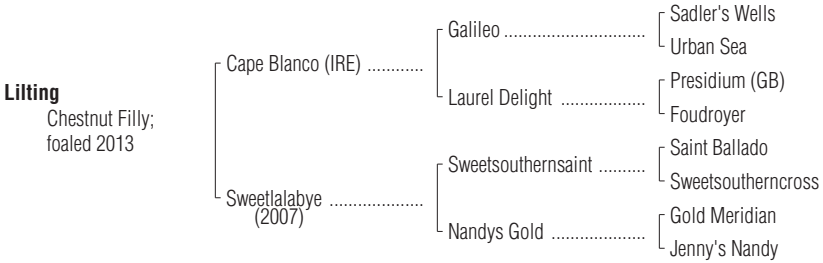 Sadler's Wells
Galileo ..............................
Urban Sea
Cape Blanco (IRE) ............
Presidium (GB)
Laurel Delight ..................
Foudroyer
Lilting
Chestnut Filly;
foaled 2013
Saint Ballado
Sweetsouthernsaint ..........
Sweetsoutherncross
Sweetlalabye ....................
(2007)
Gold Meridian
Nandys Gold ....................
Jenny's Nandy